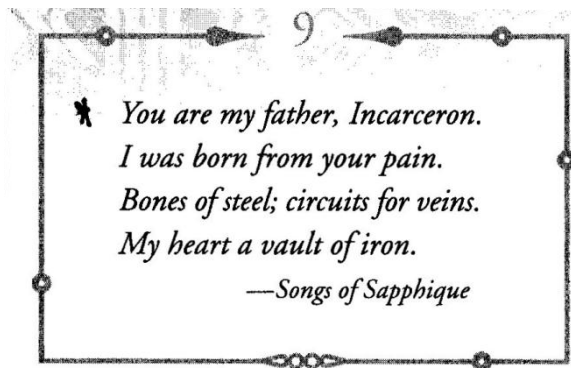 9
You are my father, Incarceron.
I was born from your pain.
Bones of steel; circuits for veins.
My heart a vault of iron.
—Songs of Sapphique